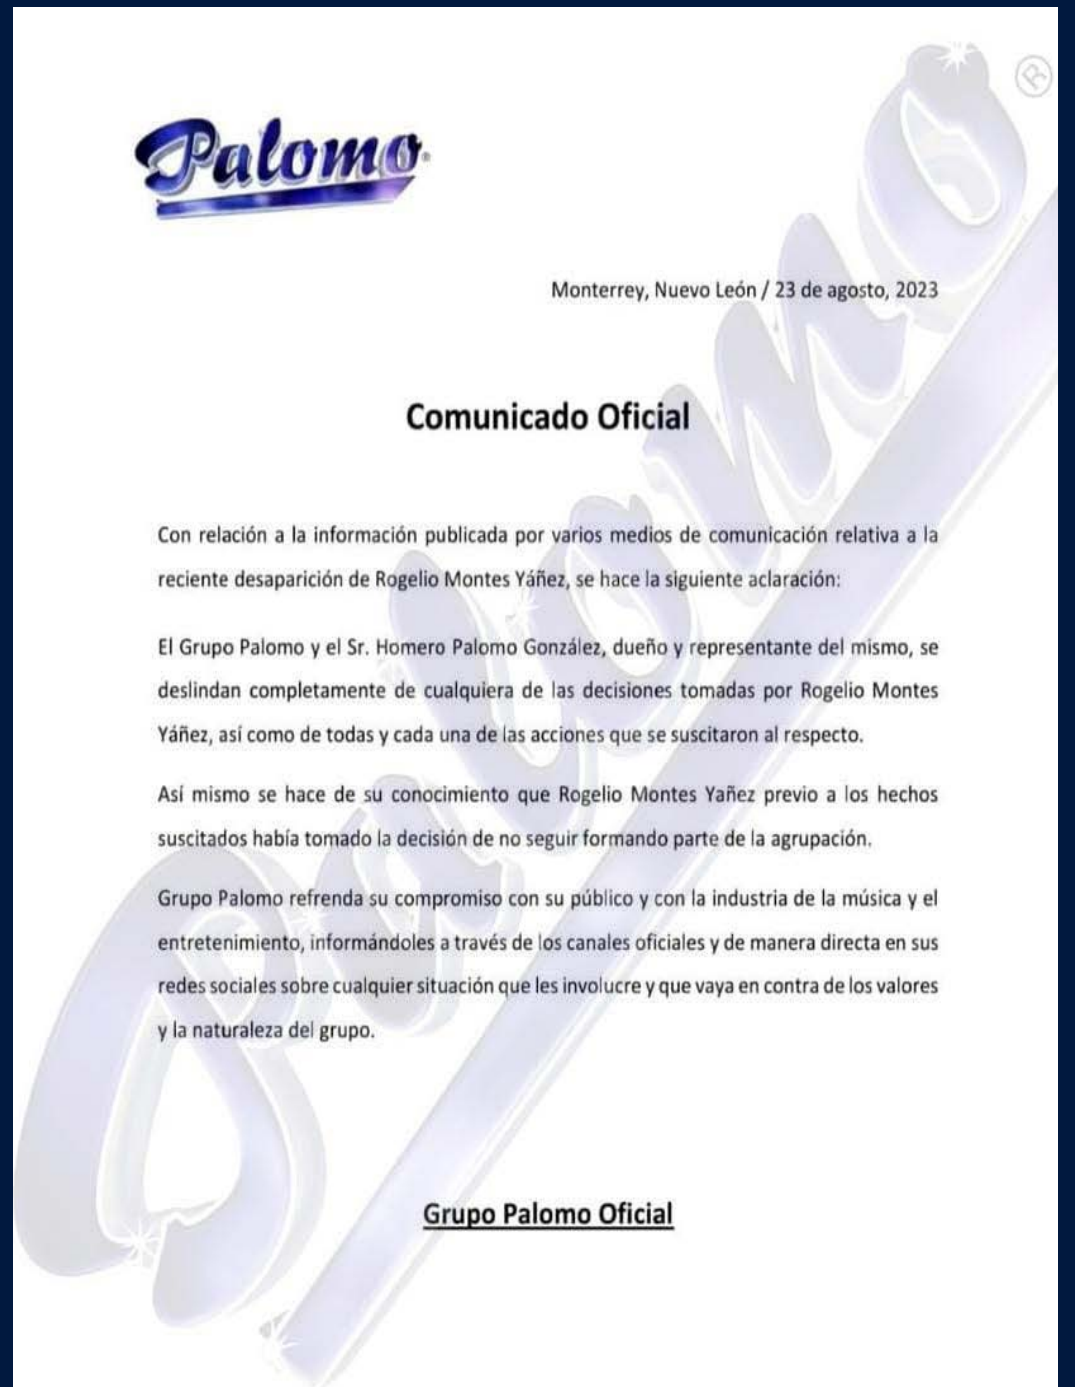 Palomo
®
Monterrey, Nuevo León / 23 de agosto, 2023
Comunicado Oficial
Con relación a la información publicada por varios medios de comunicación relativa a la
reciente desaparición de Rogelio Montes Yáñez, se hace la siguiente aclaración:
El Grupo Palomo y el Sr. Homero Palomo González, dueño y representante del mismo, se
deslindan completamente de cualquiera de las decisiones tomadas por Rogelio Montes
Yáñez, así como de todas y cada una de las acciones que se suscitaron al respecto.
Así mismo se hace de su conocimiento que Rogelio Montes Yañez previo a los hechos
suscitados había tomado la decisión de no seguir formando parte de la agrupación.
Grupo Palomo refrenda su compromiso con su público y con la industria de la música y el
entretenimiento, informándoles a través de los canales oficiales y de manera directa en sus
redes sociales sobre cualquier situación que les involucre y que vaya en contra de los valores
y la naturaleza del grupo.
Grupo Palomo Oficial
Palomo